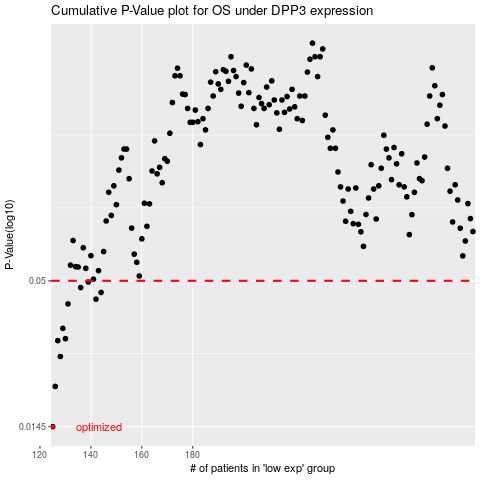 Cumulative P-Value plot for OS under DPP3 expression
P-Value(log10)
0.05
0.0145
optimized
120 140 160 180
# of patients in 'low exp' group